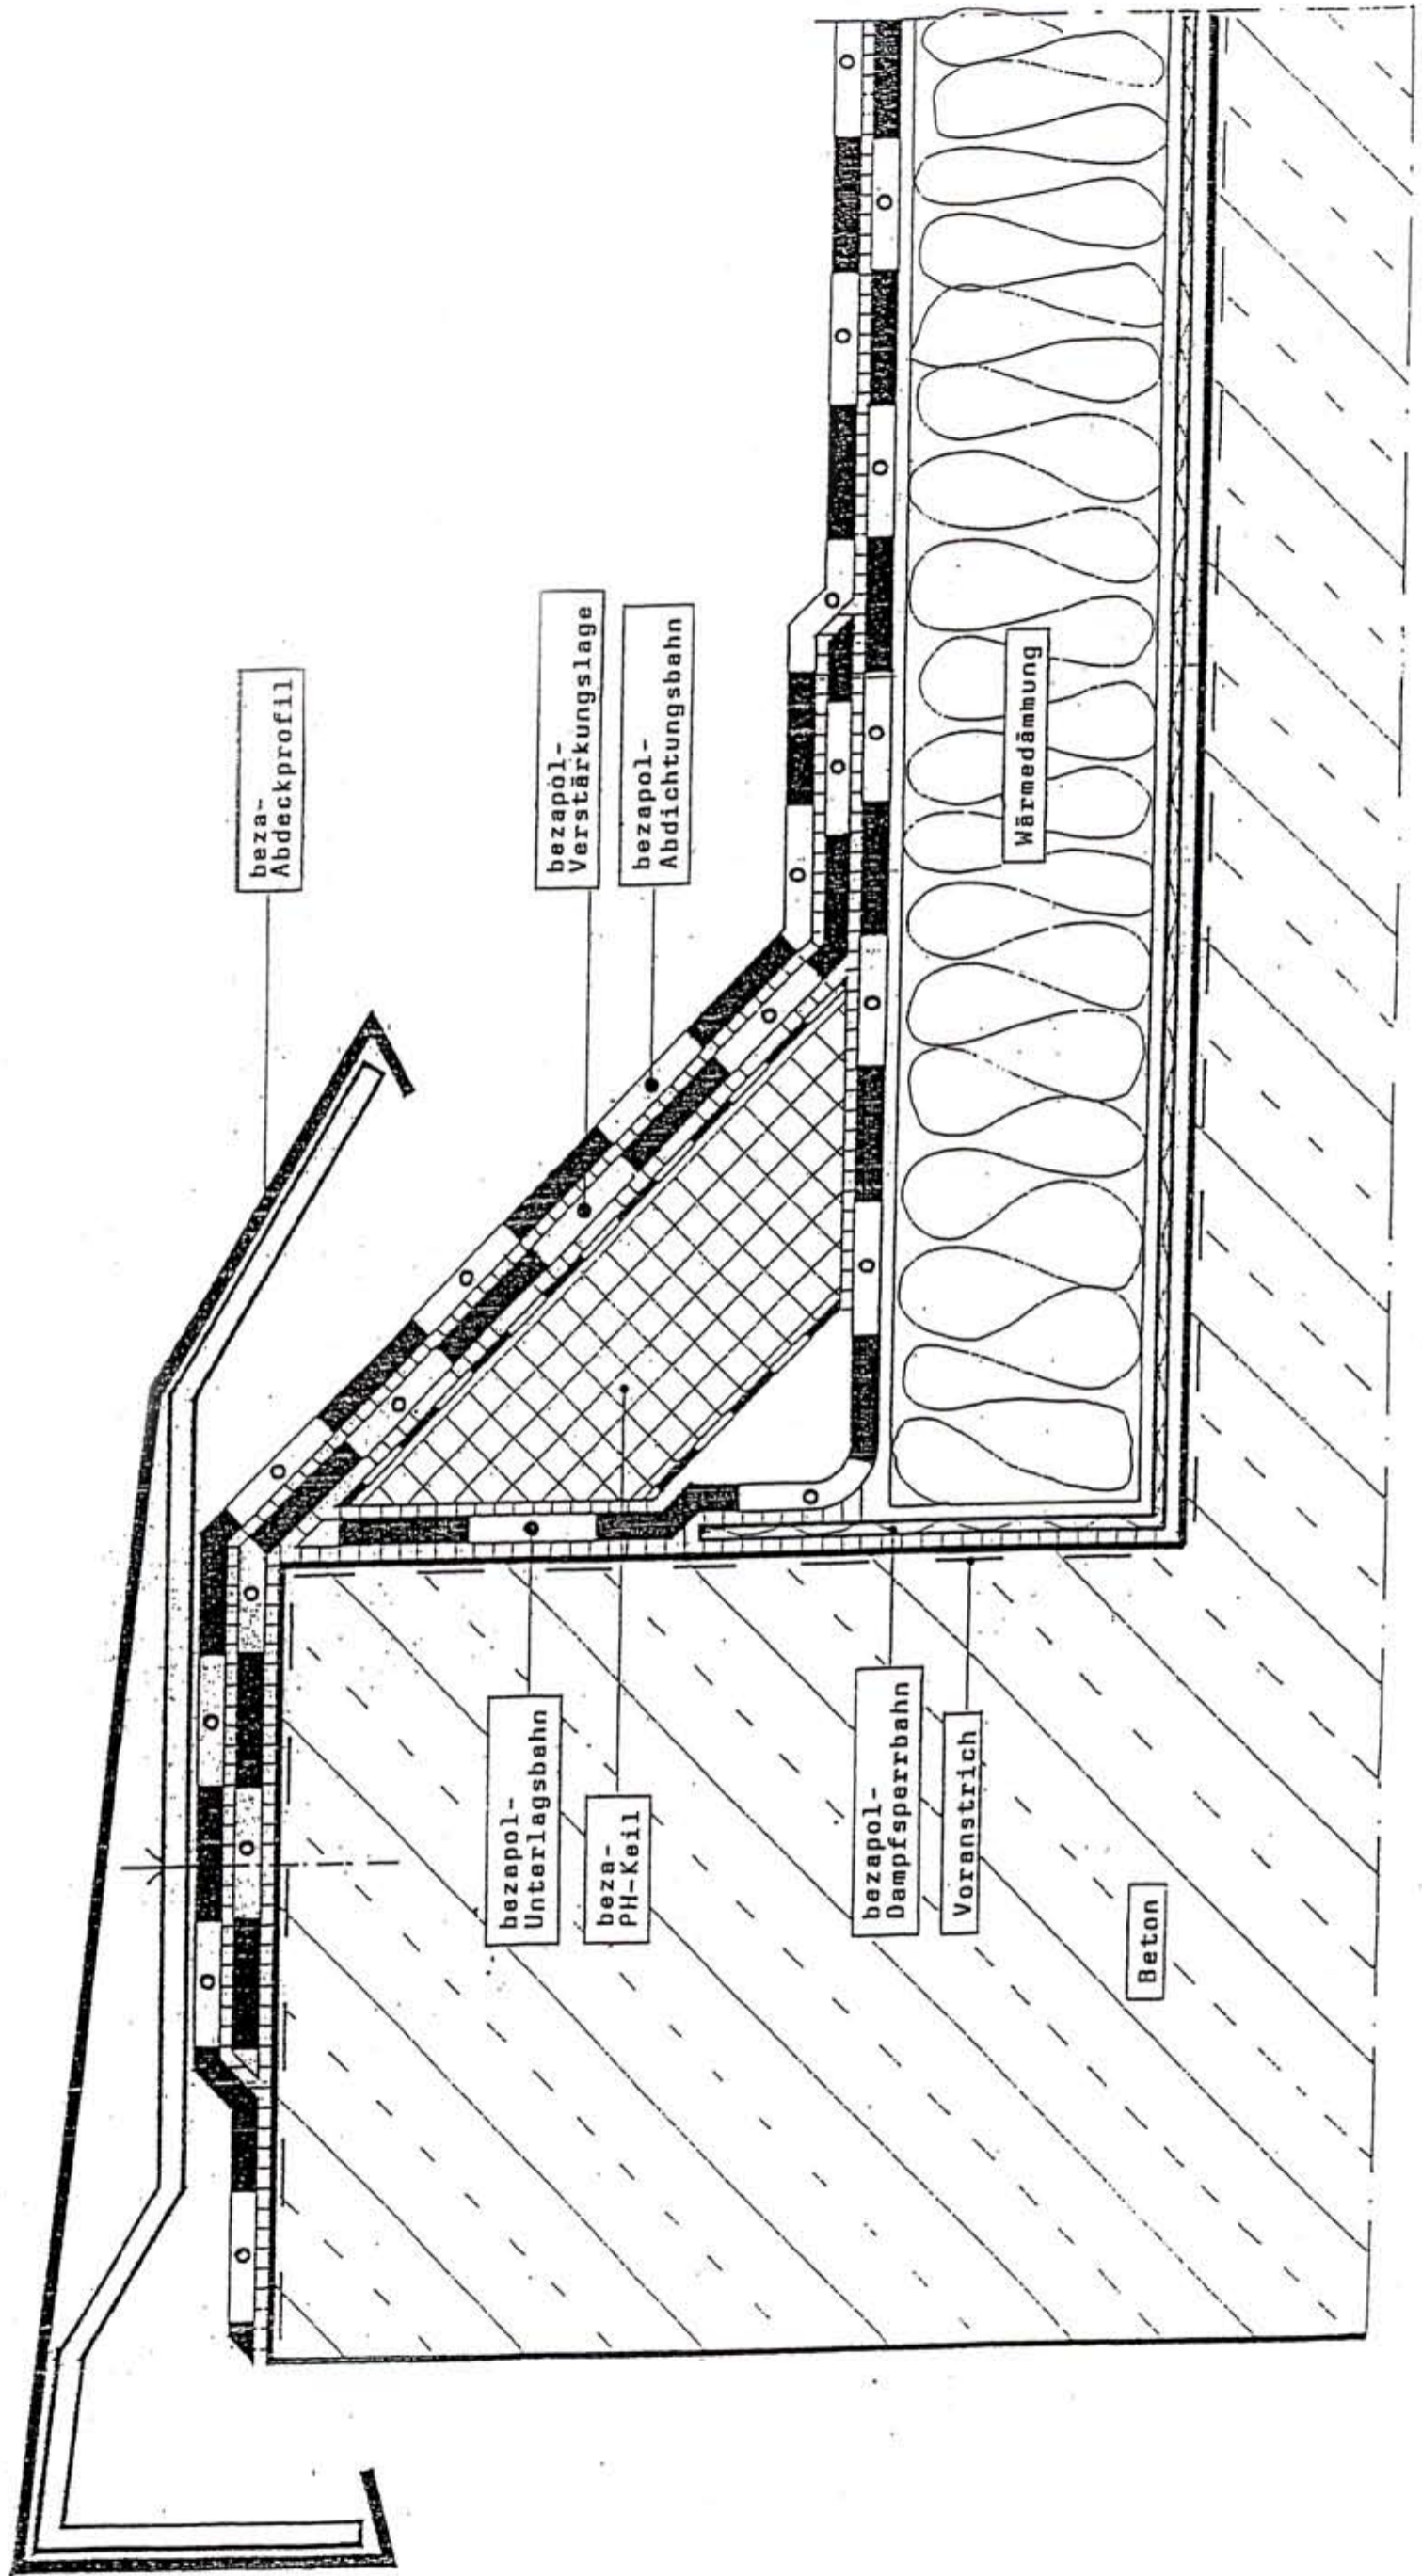 beza-
Abdeckprofil
bezapol-
Verstärkungslage
bezapol-
Abdichtungsbahn
Wärmedämmung
bezapol-
Unterlagsbahn
beza-
PH-Keil
bezapol-
Dampfsperrbahn
Voranstrich
Beton